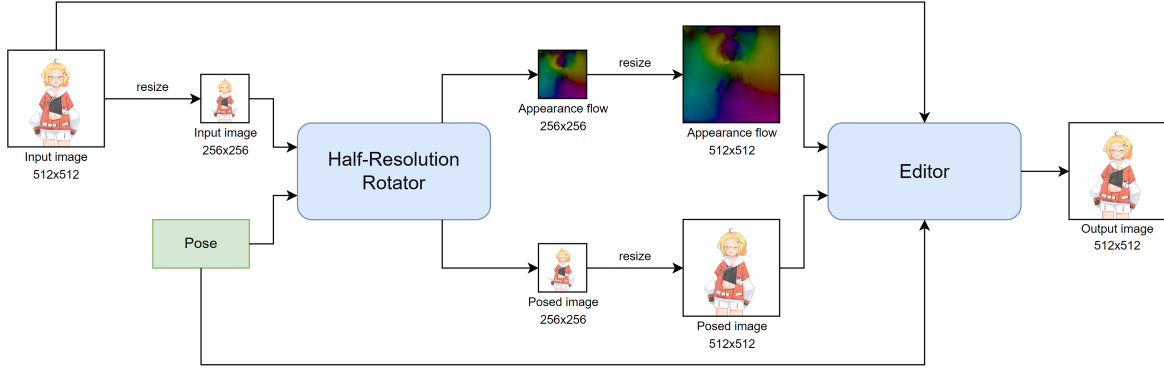 Input image
512x512
resize
Input image
256x256
Pose
Half-Resolution
Rotator
Appearance flow
256x256
resize
Appearance flow
512x512
Posed image
256x256
resize
Posed image
512x512
Editor
Output image
512x512